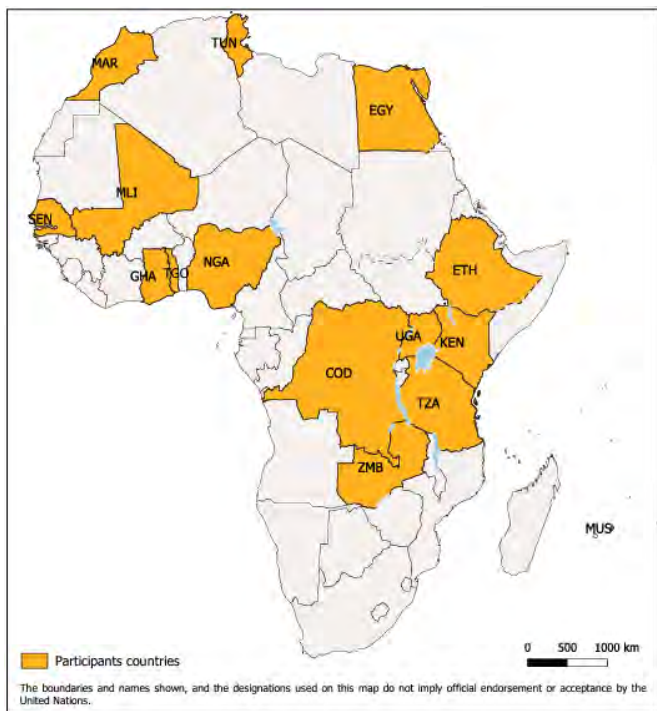 TUN
MAR
EGY
MLI
SEN
NGA
GHA
TGO
ETH
UGA
KEN
COD
TZA
ZMB
MUS
0 500 1000 km
Participants countries
The boundaries and names shown, and the designations used on this map do not imply official endorsement or acceptance by the
United Nations.